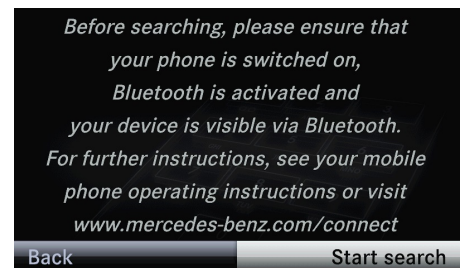 Before searching, please ensure that
your phone is switched on,
Bluetooth is activated and
your device is visible via Bluetooth.
For further instructions, see your mobile
phone operating instructions or visit
www.mercedes-benz.com/connect
Back Start search